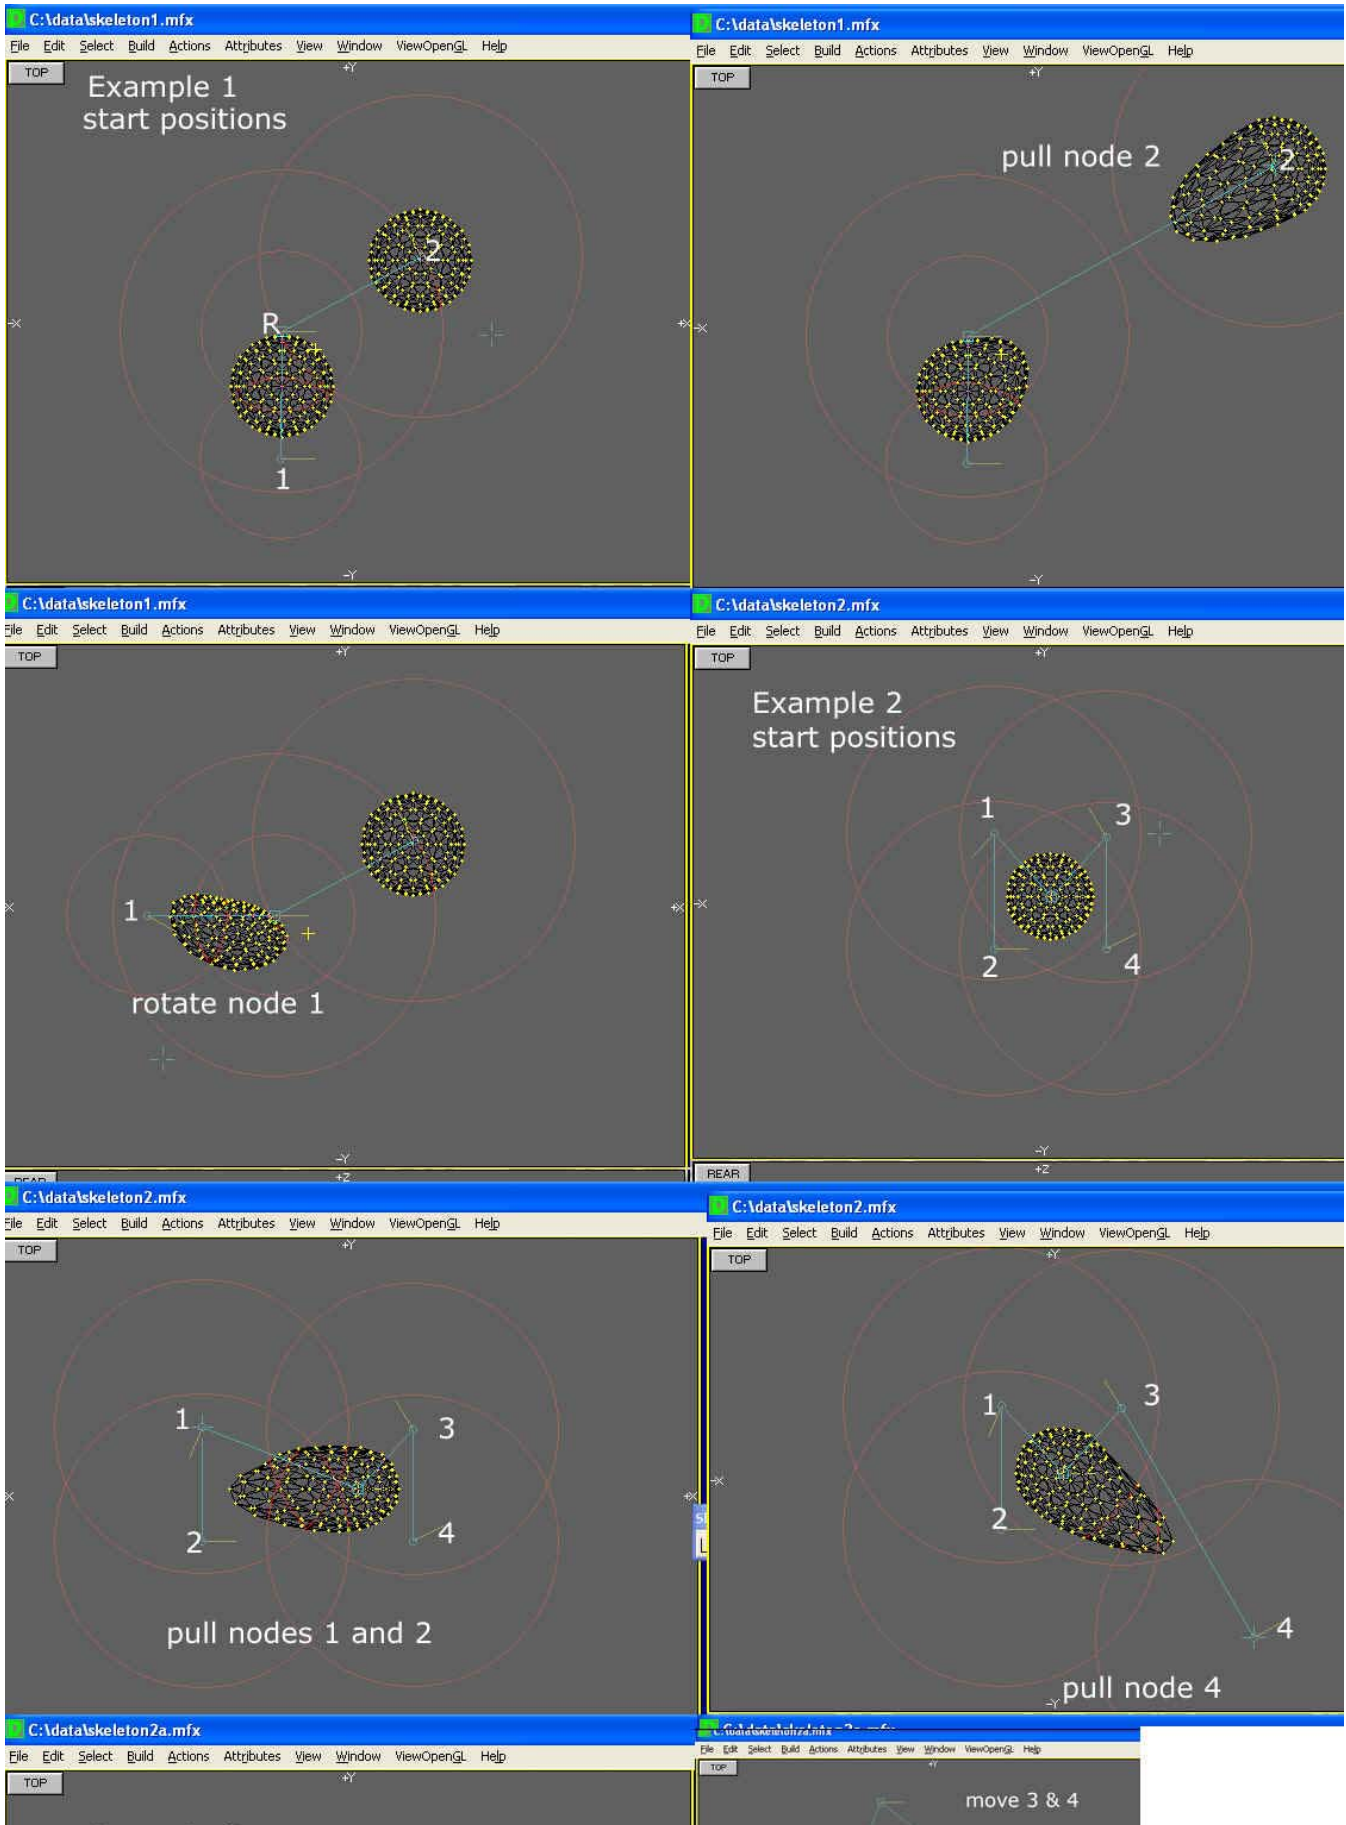 C:\data\skeleton1.mfx
File Edit Select Build Actions Attributes View Window ViewOpenGL Help
TOP
+Y
Example 1
start positions
2
R
-X
+X
1
-Y
C:\data\skeleton1.mfx
File Edit Select Build Actions Attributes View Window ViewOpenGL Help
TOP
+Y
pull node 2
2
-X
-Y
C:\data\skeleton1.mfx
File Edit Select Build Actions Attributes View Window ViewOpenGL Help
TOP
+Y
-X
+X
1
rotate node 1
-Y
REAR
+Z
C:\data\skeleton2.mfx
File Edit Select Build Actions Attributes View Window ViewOpenGL Help
TOP
+Y
Example 2
start positions
1
3
-X
2
4
-Y
REAR
+Z
C:\data\skeleton2.mfx
File Edit Select Build Actions Attributes View Window ViewOpenGL Help
TOP
+Y
1
3
-X
+X
2
4
pull nodes 1 and 2
C:\data\skeleton2.mfx
File Edit Select Build Actions Attributes View Window ViewOpenGL Help
TOP
+Y
1
3
-X
2
4
-Y
pull node 4
C:\data\skeleton2a.mfx
File Edit Select Build Actions Attributes View Window ViewOpenGL Help
TOP
+Y
C:\data\skeleton2a.mfx
File Edit Select Build Actions Attributes View Window ViewOpenGL Help
TOP
+Y
move 3 & 4